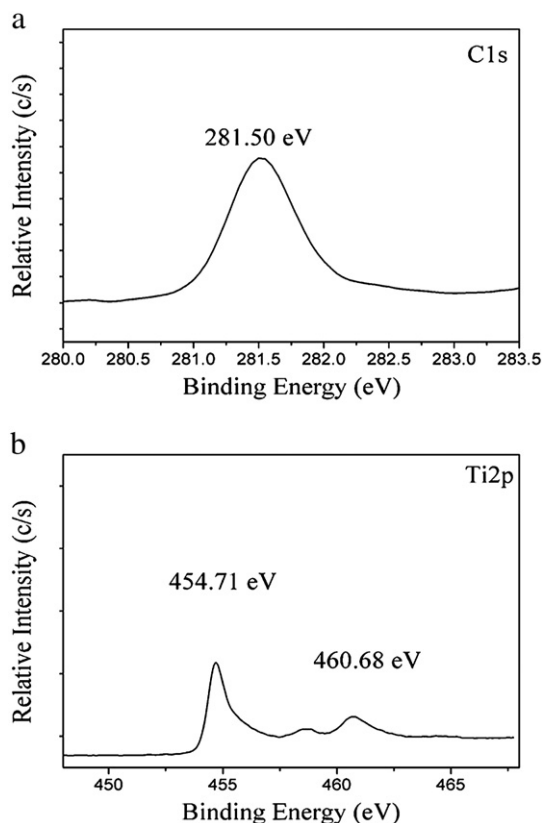 a
C1s
281.50 eV
Relative Intensity (c/s)
280.0 280.5 281.0 281.5 282.0 282.5 283.0 283.5
Binding Energy (eV)
b
Ti2p
454.71 eV
460.68 eV
Relative Intensity (c/s)
450 455 460 465
Binding Energy (eV)